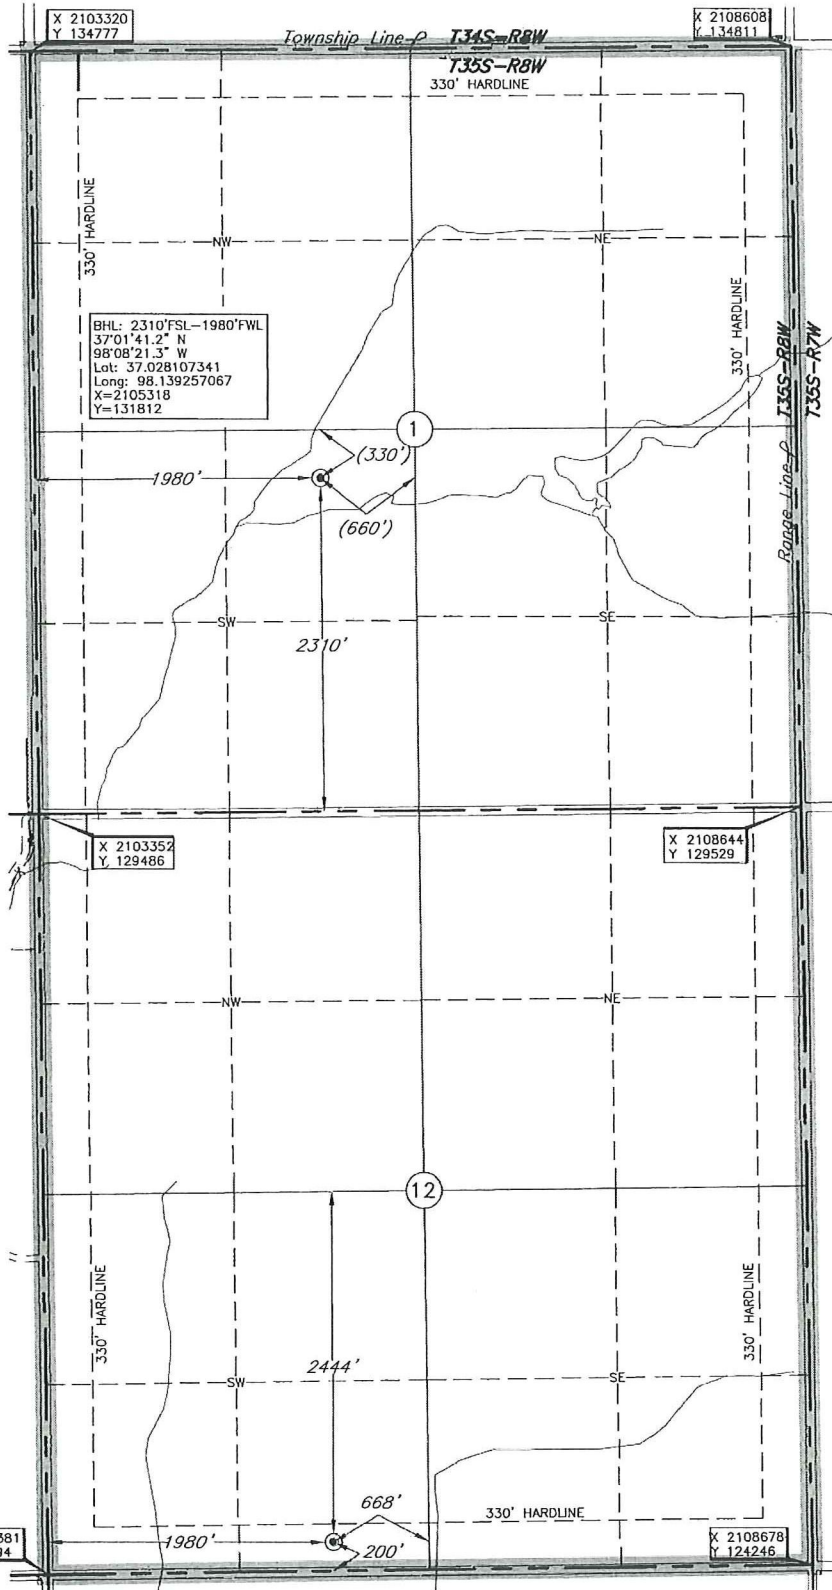 X 2103320
Y 134777
X 2108608
Y 134811
Township Line
T34S-R8W
T35S-R8W
330' HARDLINE
330' HARDLINE
NW
NE
330' HARDLINE
BHL: 2310'FSL-1980'FWL
37°01'41.2" N
98°08'21.3" W
Lat: 37.028107341
Long: 98.139257067
X=2105318
Y=131812
T35S-R8W
T35S-R7W
Range Line
1
(330')
1980'
(660')
SW
SE
2310'
X 2103352
Y 129486
X 2108644
Y 129529
NW
NE
12
330' HARDLINE
330' HARDLINE
2444'
SW
SE
668'
330' HARDLINE
1980'
200'
381
94
X 2108678
Y 124246